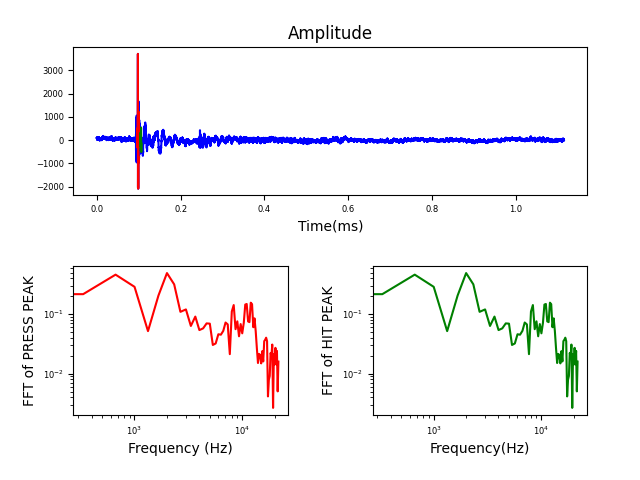 Amplitude
3000
2000
1000
0
−1000
−2000
0.0 0.2 0.4 0.6 0.8 1.0
Time(ms)
FFT of PRESS PEAK
10⁻¹
10⁻²
10³ 10⁴
Frequency (Hz)
FFT of HIT PEAK
10⁻¹
10⁻²
10³ 10⁴
Frequency(Hz)